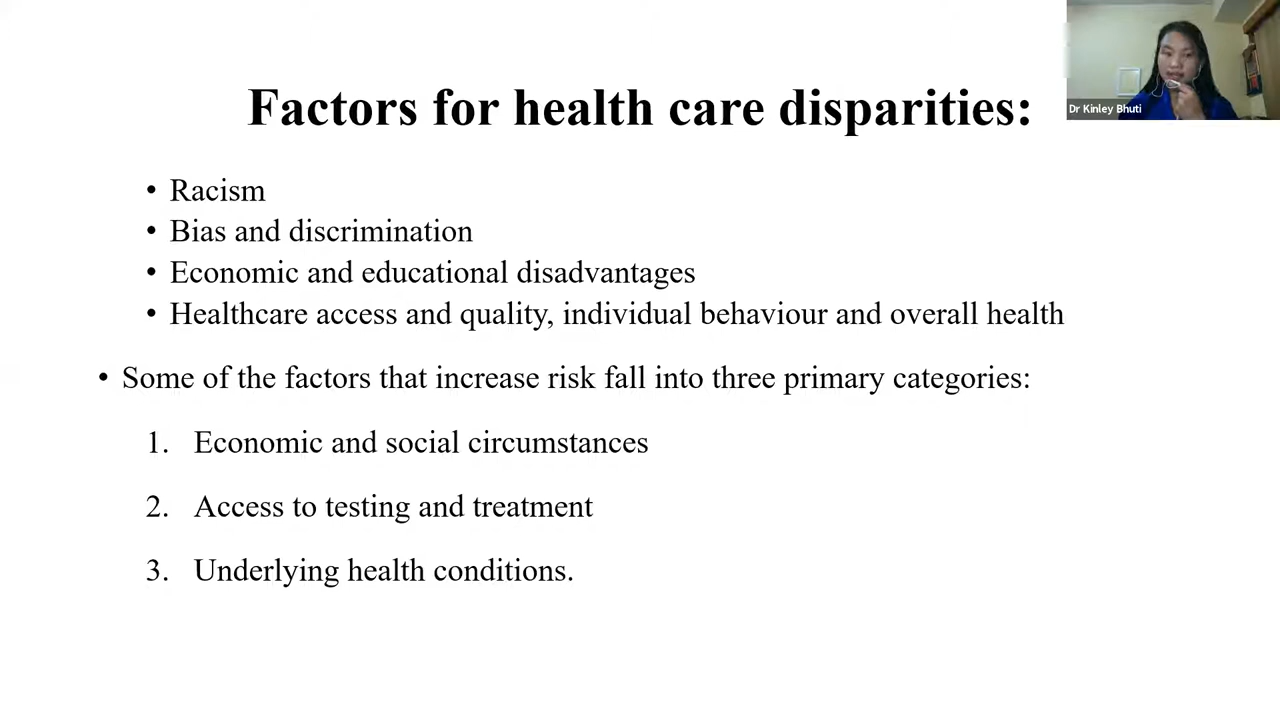 Factors for health care disparities:
Dr Kinley Bhuti
• Racism
• Bias and discrimination
• Economic and educational disadvantages
• Healthcare access and quality, individual behaviour and overall health
• Some of the factors that increase risk fall into three primary categories:
1. Economic and social circumstances
2. Access to testing and treatment
3. Underlying health conditions.